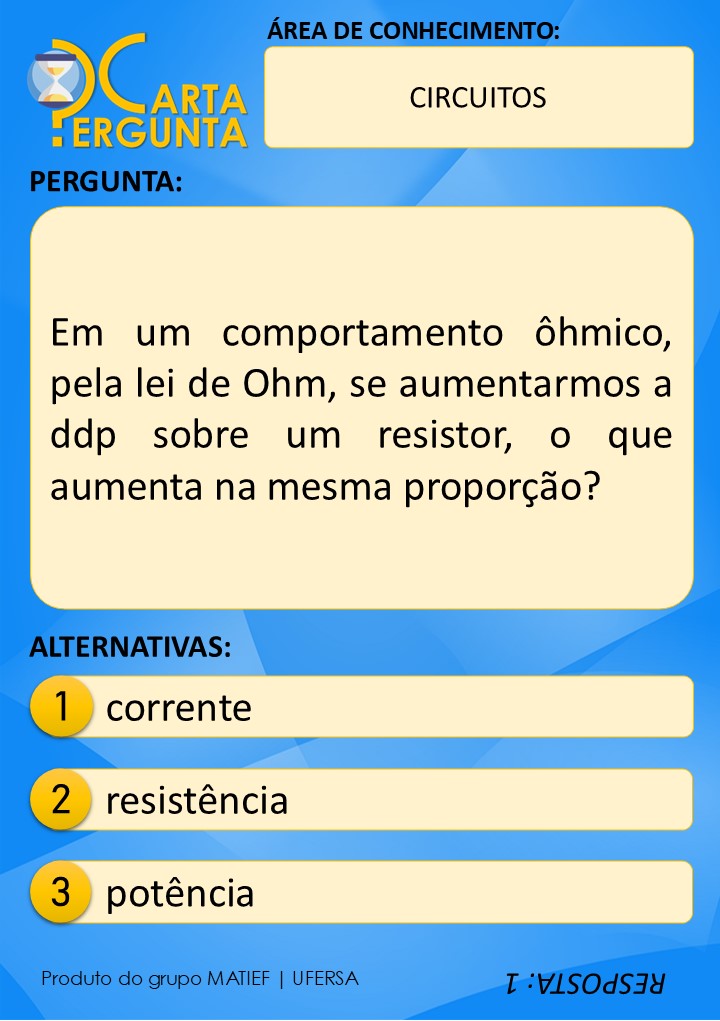 ÁREA DE CONHECIMENTO:
CARTA
PERGUNTA
CIRCUITOS
PERGUNTA:
Em um comportamento ôhmico,
pela lei de Ohm, se aumentarmos a
ddp sobre um resistor, o que
aumenta na mesma proporção?
ALTERNATIVAS:
1 corrente
2 resistência
3 potência
Produto do grupo MATIEF | UFERSA
RESPOSTA: 1